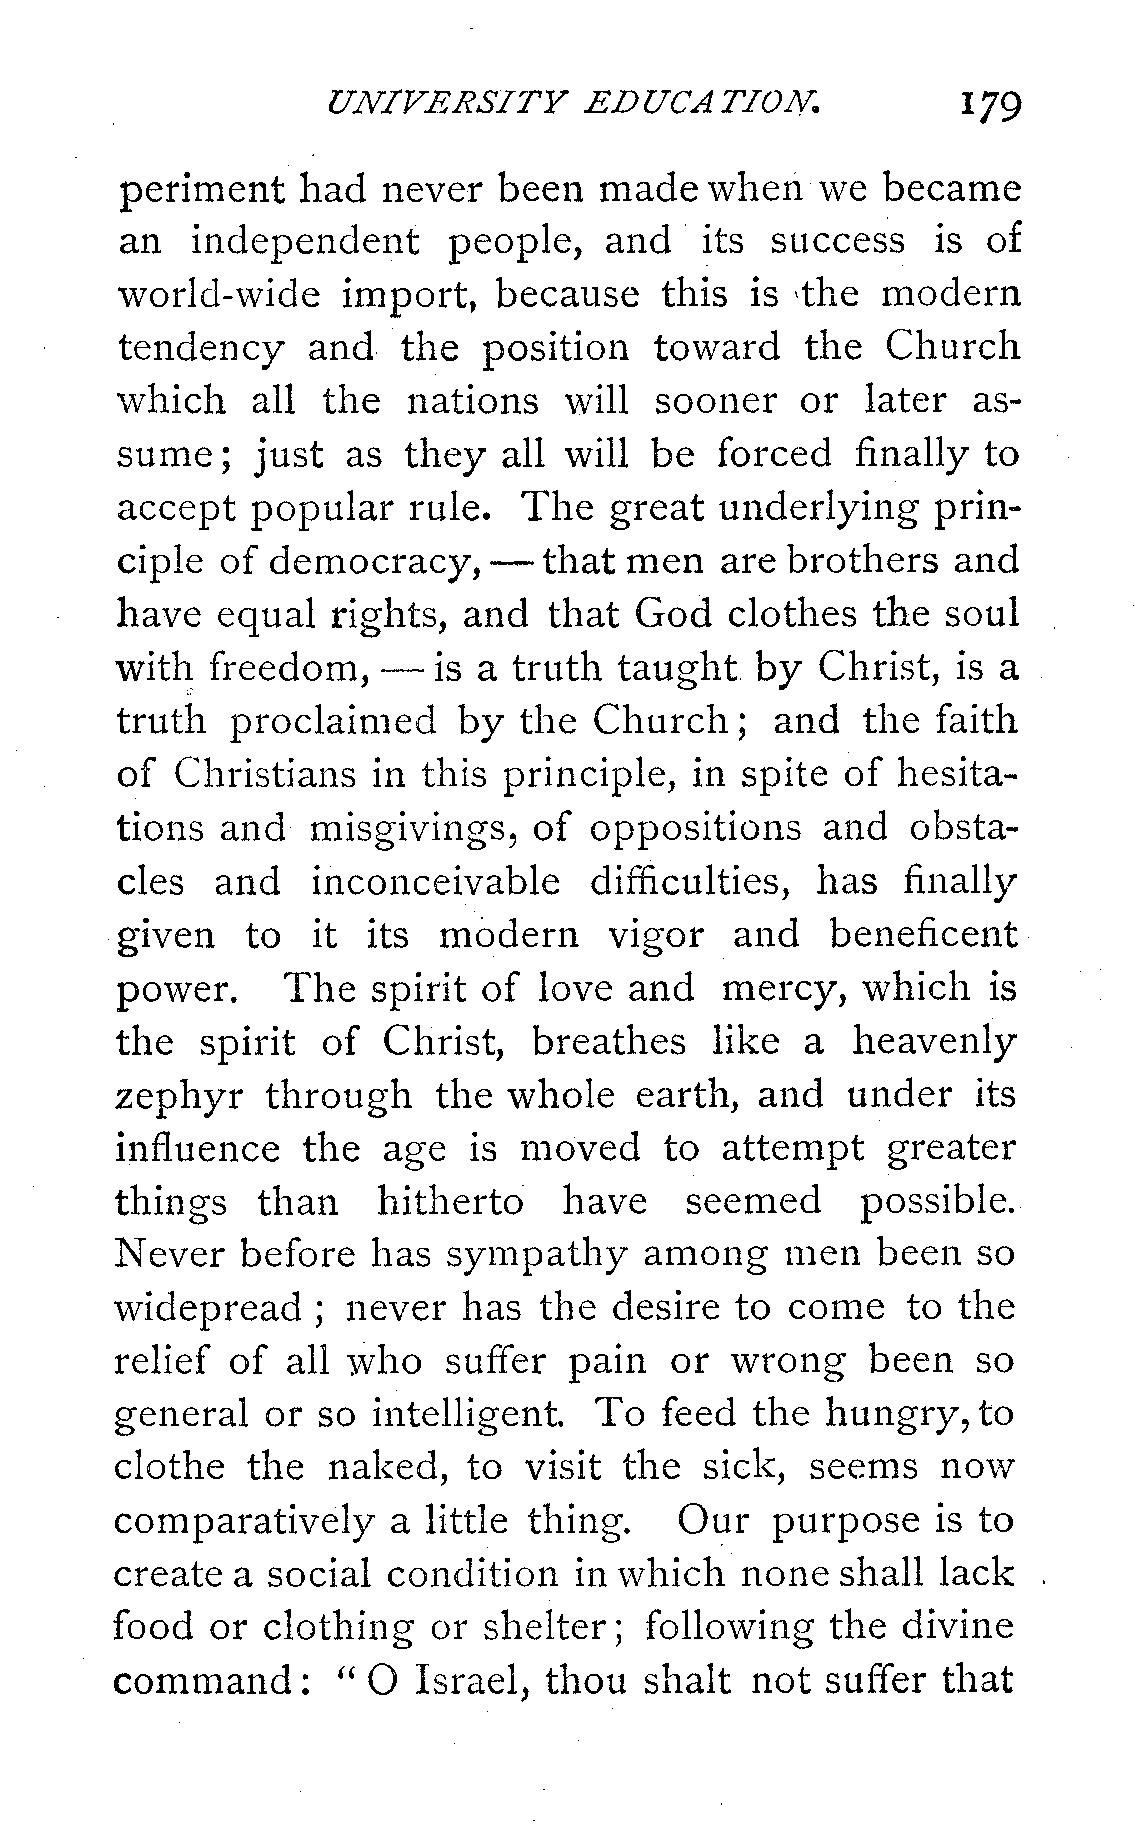 UNIVERSITY EDUCATION. 179
periment had never been made when we became
an independent people, and its success is of
world-wide import, because this is the modern
tendency and the position toward the Church
which all the nations will sooner or later as-
sume; just as they all will be forced finally to
accept popular rule. The great underlying prin-
ciple of democracy, — that men are brothers and
have equal rights, and that God clothes the soul
with freedom, — is a truth taught by Christ, is a
truth proclaimed by the Church; and the faith
of Christians in this principle, in spite of hesita-
tions and misgivings, of oppositions and obsta-
cles and inconceivable difficulties, has finally
given to it its modern vigor and beneficent
power. The spirit of love and mercy, which is
the spirit of Christ, breathes like a heavenly
zephyr through the whole earth, and under its
influence the age is moved to attempt greater
things than hitherto have seemed possible.
Never before has sympathy among men been so
widepread; never has the desire to come to the
relief of all who suffer pain or wrong been so
general or so intelligent. To feed the hungry, to
clothe the naked, to visit the sick, seems now
comparatively a little thing. Our purpose is to
create a social condition in which none shall lack
food or clothing or shelter; following the divine
command: "O Israel, thou shalt not suffer that